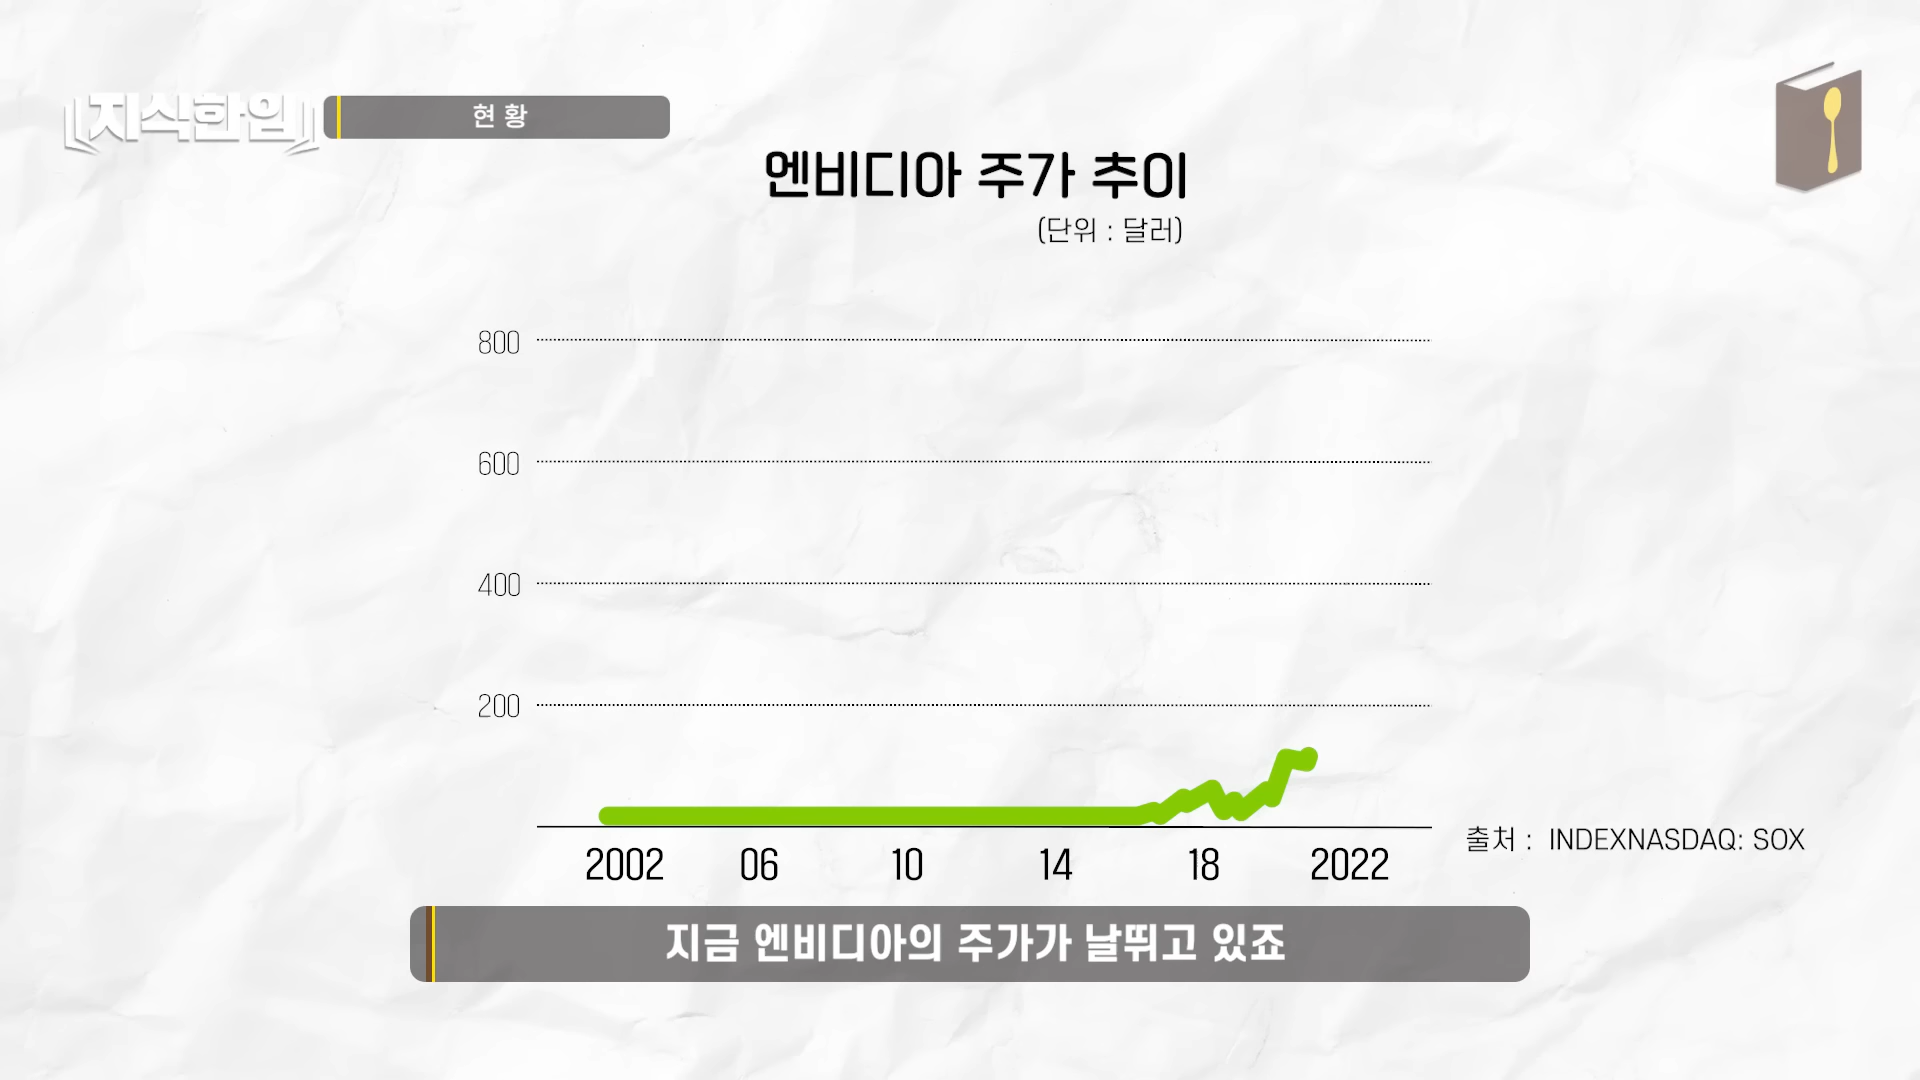 지식한입
현황
엔비디아 주가 추이
(단위 : 달러)
800
600
400
200
2002 06 10 14 18 2022
출처 : INDEXNASDAQ: SOX
지금 엔비디아의 주가가 날뛰고 있죠